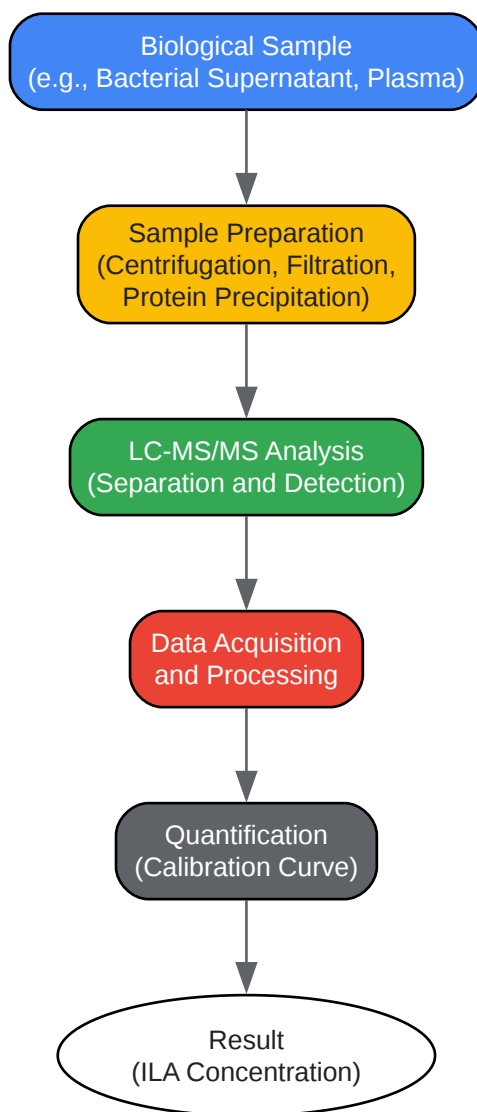 Biological Sample
(e.g., Bacterial Supernatant, Plasma)
Sample Preparation
(Centrifugation, Filtration,
Protein Precipitation)
LC-MS/MS Analysis
(Separation and Detection)
Data Acquisition
and Processing
Quantification
(Calibration Curve)
Result
(ILA Concentration)